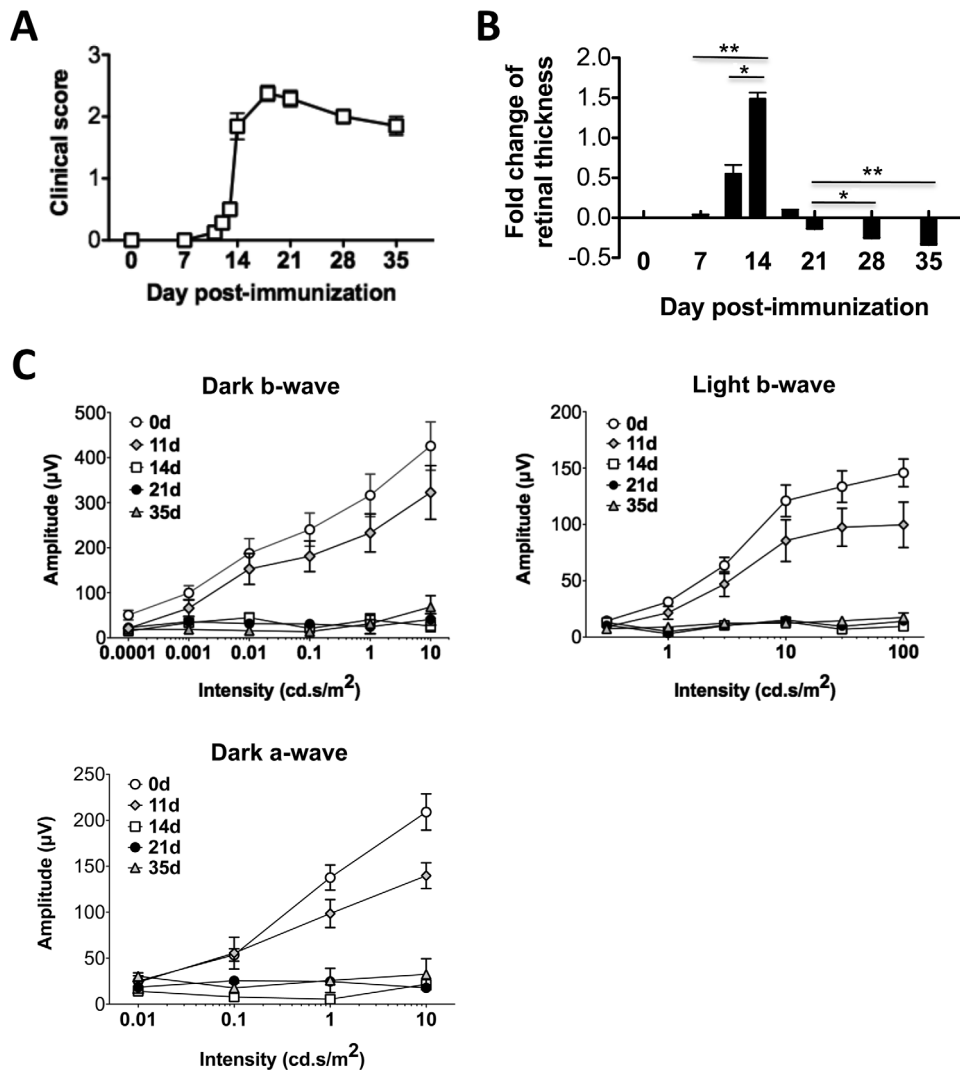 A
3
2
1
0
Clinical score
0 7 14 21 28 35
Day post-immunization
B
2.0
1.5
1.0
0.5
0.0
-0.5
Fold change of
retinal thickness
** 
*
**
*
0 7 14 21 28 35
Day post-immunization
C
Dark b-wave
500
400
300
200
100
0
Amplitude (µV)
0d
11d
14d
21d
35d
0.0001 0.001 0.01 0.1 1 10
Intensity (cd.s/m²)
Light b-wave
200
150
100
50
0
Amplitude (µV)
0d
11d
14d
21d
35d
1 10 100
Intensity (cd.s/m²)
Dark a-wave
250
200
150
100
50
0
Amplitude (µV)
0d
11d
14d
21d
35d
0.01 0.1 1 10
Intensity (cd.s/m²)